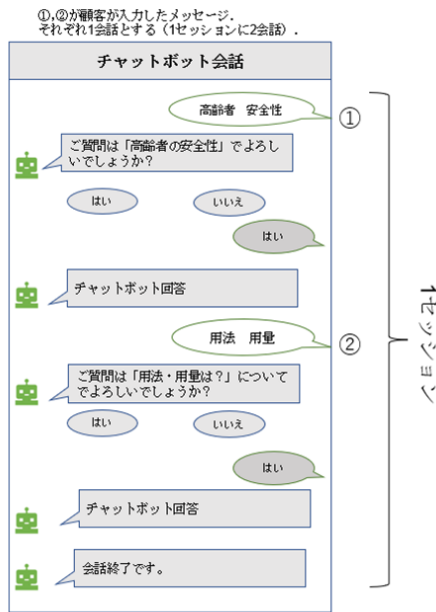 ①,②が顧客が入力したメッセージ.
それぞれ1会話とする（1セッションに2会話）.
チャットボット会話
高齢者　安全性
①
ご質問は「高齢者の安全性」でよろし
いでしょうか？
はい
いいえ
はい
チャットボット回答
用法　用量
②
ご質問は「用法・用量は？」について
でよろしいでしょうか？
はい
いいえ
はい
チャットボット回答
会話終了です。
1セッション